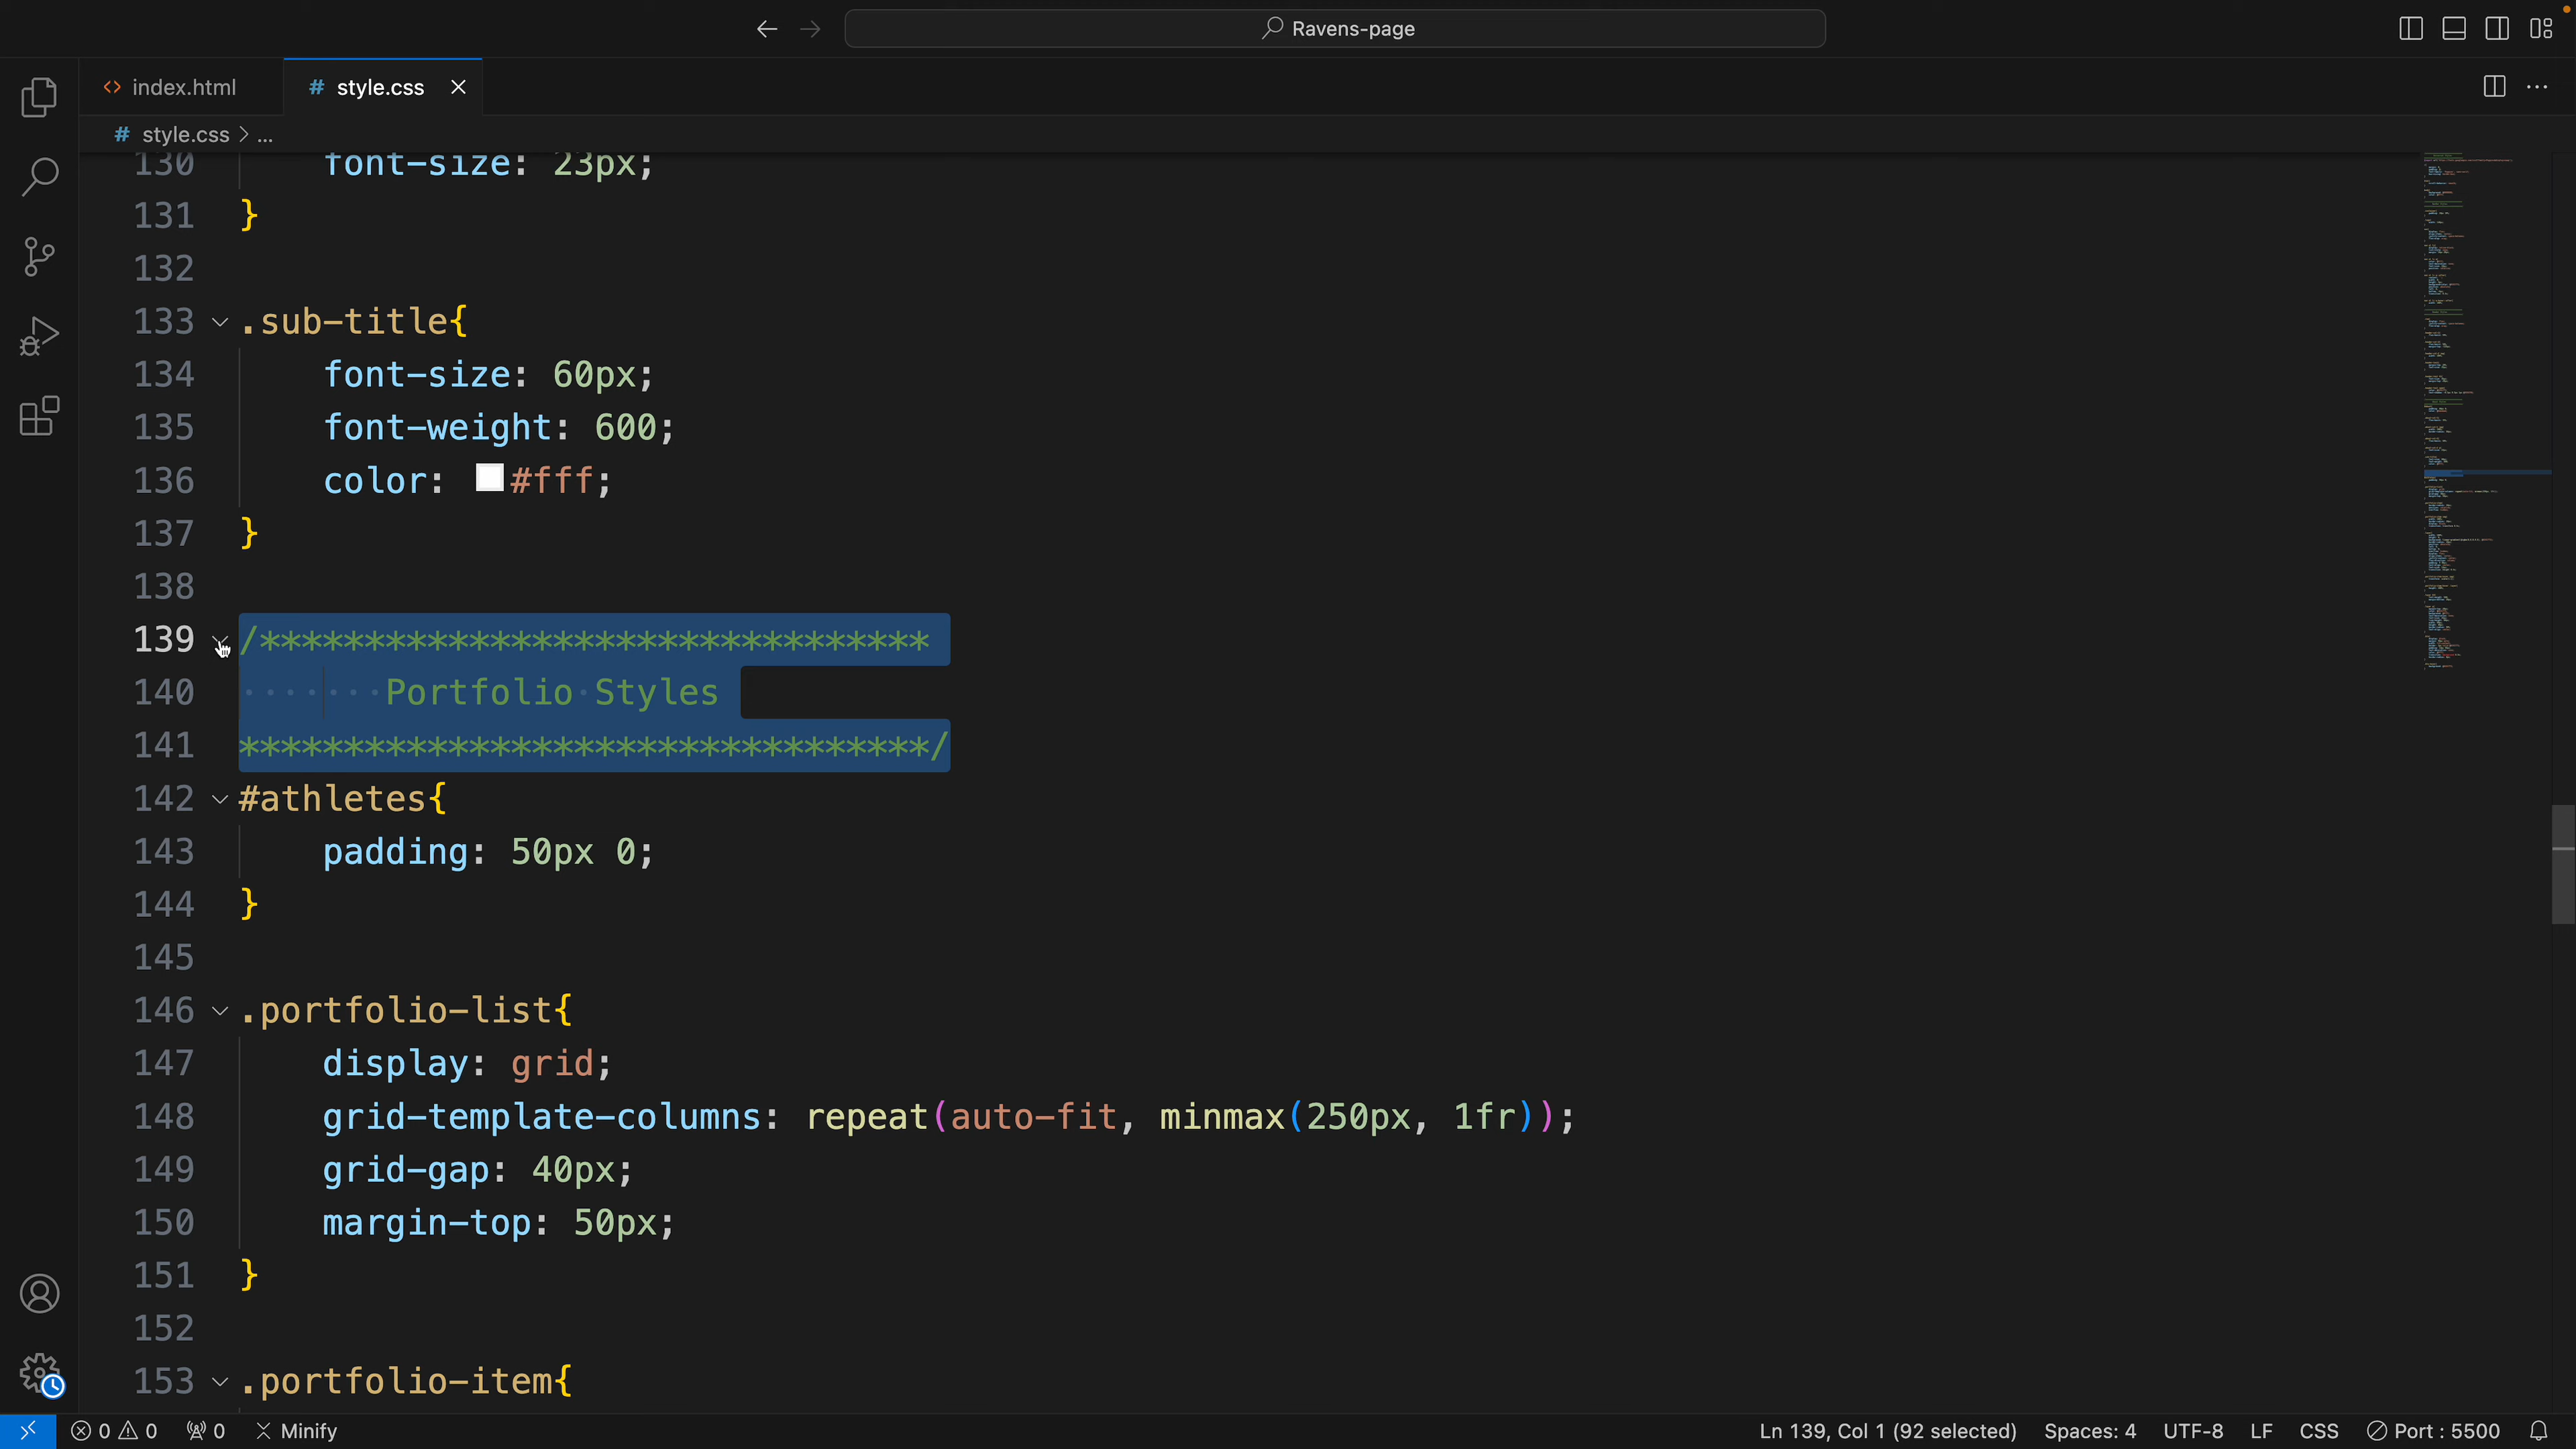 Ravens-page
index.html
style.css
style.css > ...
130 font-size: 23px;
131 }
132
133 .sub-title{
134     font-size: 60px;
135     font-weight: 600;
136     color: #fff;
137 }
138
139 /********************************
140        Portfolio Styles
141 *********************************/
142 #athletes{
143     padding: 50px 0;
144 }
145
146 .portfolio-list{
147     display: grid;
148     grid-template-columns: repeat(auto-fit, minmax(250px, 1fr));
149     grid-gap: 40px;
150     margin-top: 50px;
151 }
152
153 .portfolio-item{
0 0 0 Minify Ln 139, Col 1 (92 selected) Spaces: 4 UTF-8 LF CSS Port : 5500